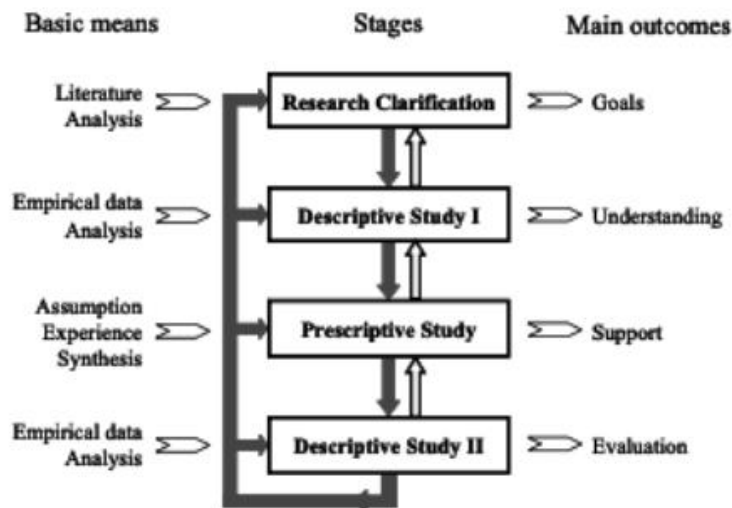 Basic means
Stages
Main outcomes
Literature
Analysis
Research Clarification
Goals
Empirical data
Analysis
Descriptive Study I
Understanding
Assumption
Experience
Synthesis
Prescriptive Study
Support
Empirical data
Analysis
Descriptive Study II
Evaluation